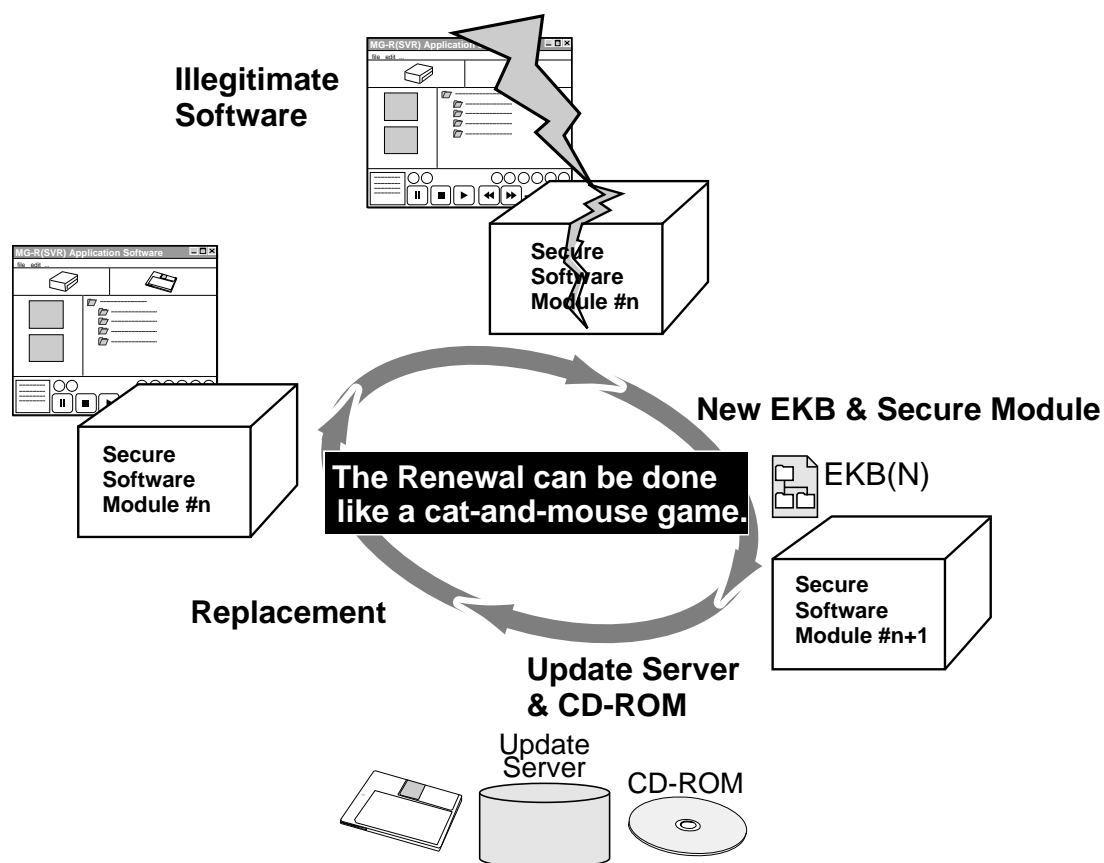 MG-R(SVR) Application
file edit ...
Illegitimate
Software
Secure
Software
Module #n
MG-R(SVR) Application Software
file edit ...
Secure
Software
Module #n
New EKB & Secure Module
EKB(N)
The Renewal can be done
like a cat-and-mouse game.
Secure
Software
Module #n+1
Replacement
Update Server
& CD-ROM
Update
Server
CD-ROM